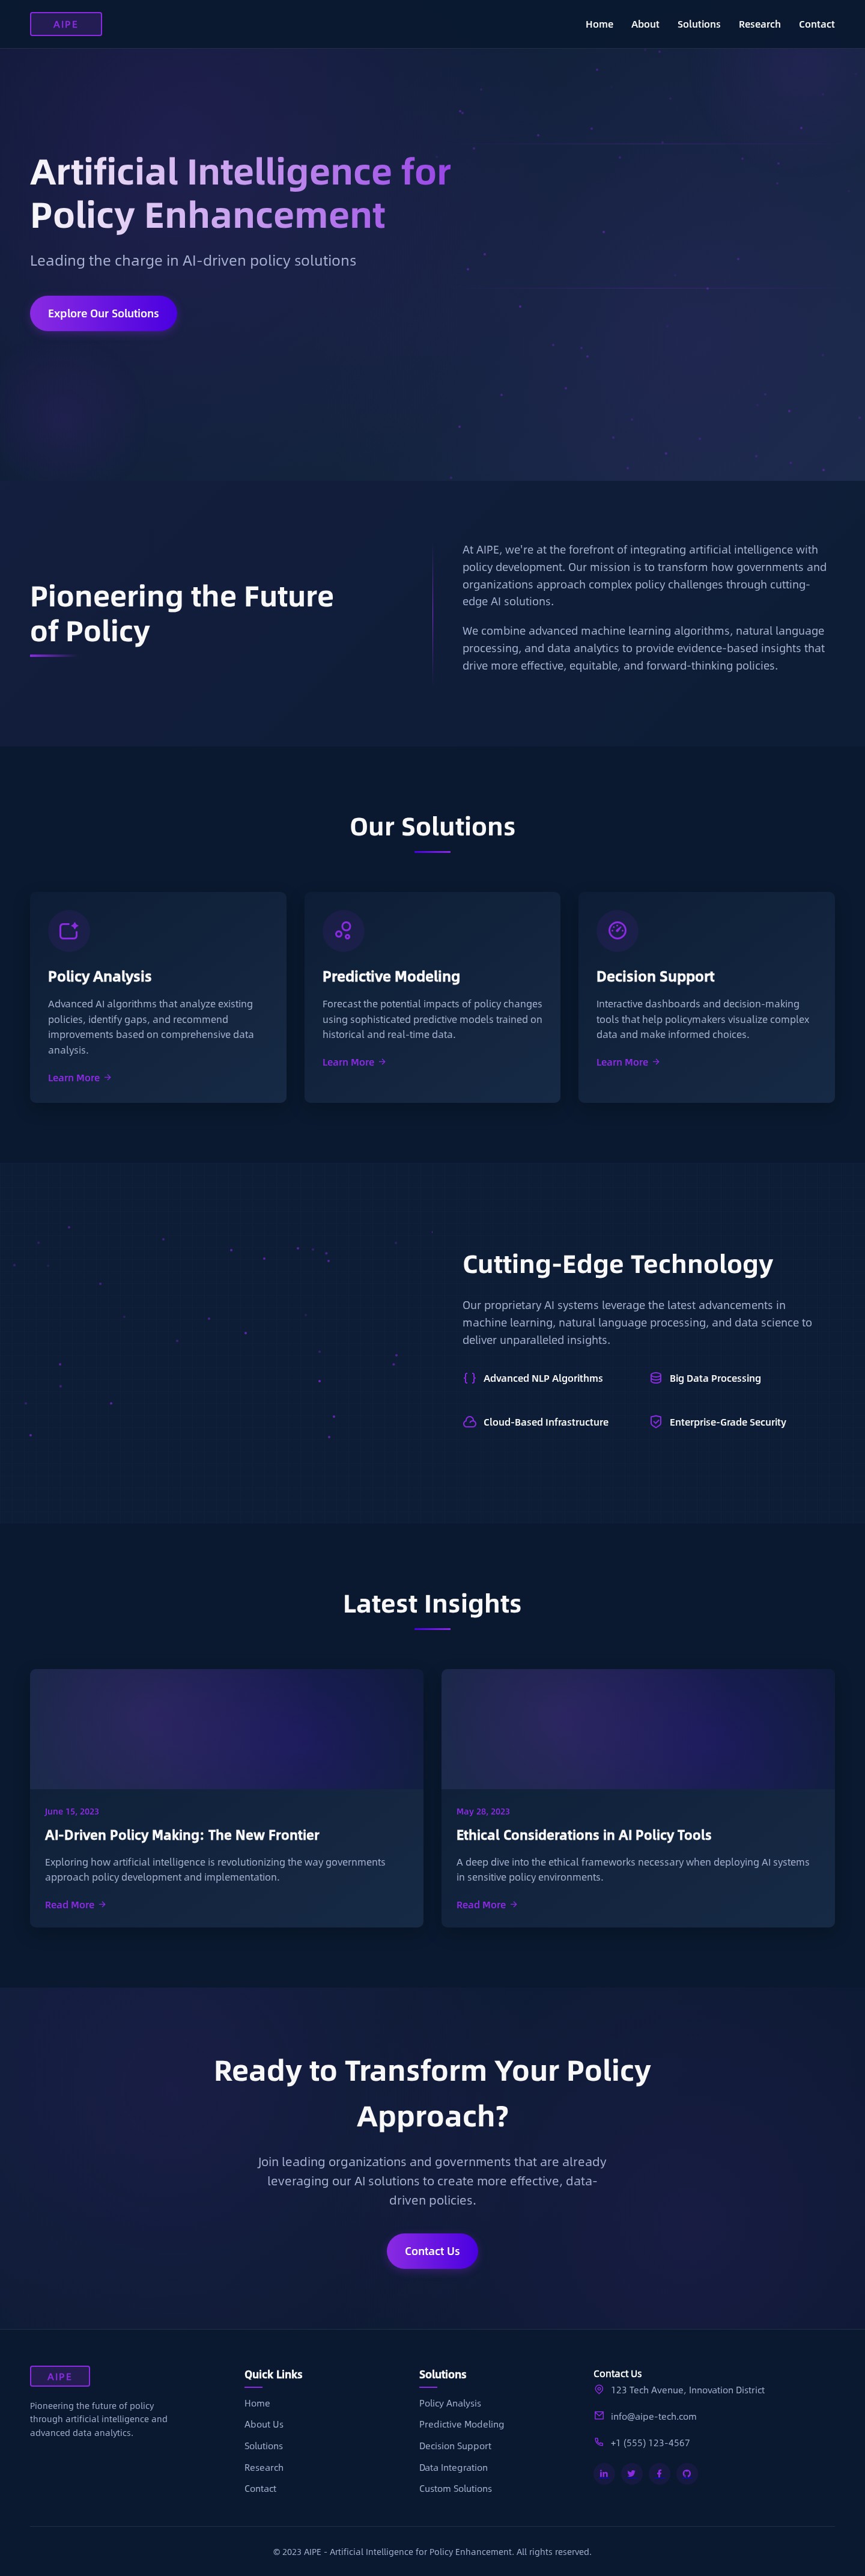 AIPE
Home About Solutions Research Contact
Artificial Intelligence for
Policy Enhancement
Leading the charge in AI-driven policy solutions
Explore Our Solutions
Pioneering the Future
of Policy
At AIPE, we're at the forefront of integrating artificial intelligence with
policy development. Our mission is to transform how governments and
organizations approach complex policy challenges through cutting-
edge AI solutions.
We combine advanced machine learning algorithms, natural language
processing, and data analytics to provide evidence-based insights that
drive more effective, equitable, and forward-thinking policies.
Our Solutions
Policy Analysis
Advanced AI algorithms that analyze existing
policies, identify gaps, and recommend
improvements based on comprehensive data
analysis.
Learn More →
Predictive Modeling
Forecast the potential impacts of policy changes
using sophisticated predictive models trained on
historical and real-time data.
Learn More →
Decision Support
Interactive dashboards and decision-making
tools that help policymakers visualize complex
data and make informed choices.
Learn More →
Cutting-Edge Technology
Our proprietary AI systems leverage the latest advancements in
machine learning, natural language processing, and data science to
deliver unparalleled insights.
Advanced NLP Algorithms
Big Data Processing
Cloud-Based Infrastructure
Enterprise-Grade Security
Latest Insights
June 15, 2023
AI-Driven Policy Making: The New Frontier
Exploring how artificial intelligence is revolutionizing the way governments
approach policy development and implementation.
Read More →
May 28, 2023
Ethical Considerations in AI Policy Tools
A deep dive into the ethical frameworks necessary when deploying AI systems
in sensitive policy environments.
Read More →
Ready to Transform Your Policy
Approach?
Join leading organizations and governments that are already
leveraging our AI solutions to create more effective, data-
driven policies.
Contact Us
AIPE
Pioneering the future of policy
through artificial intelligence and
advanced data analytics.
Quick Links
Home
About Us
Solutions
Research
Contact
Solutions
Policy Analysis
Predictive Modeling
Decision Support
Data Integration
Custom Solutions
Contact Us
123 Tech Avenue, Innovation District
info@aipe-tech.com
+1 (555) 123-4567
© 2023 AIPE - Artificial Intelligence for Policy Enhancement. All rights reserved.